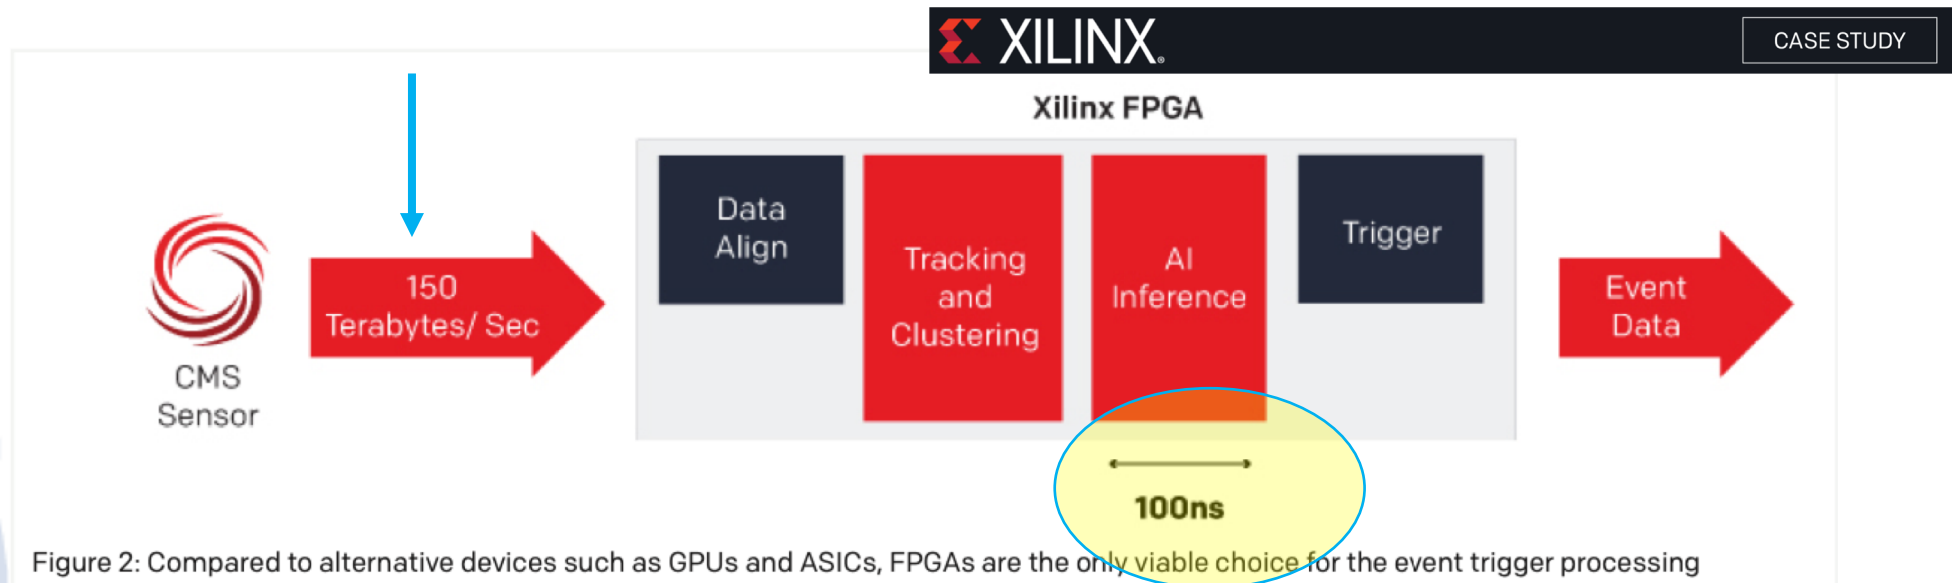 XILINX®
CASE STUDY
Xilinx FPGA
CMS
Sensor
150
Terabytes/ Sec
Data
Align
Tracking
and
Clustering
AI
Inference
Trigger
Event
Data
100ns
Figure 2: Compared to alternative devices such as GPUs and ASICs, FPGAs are the only viable choice for the event trigger processing